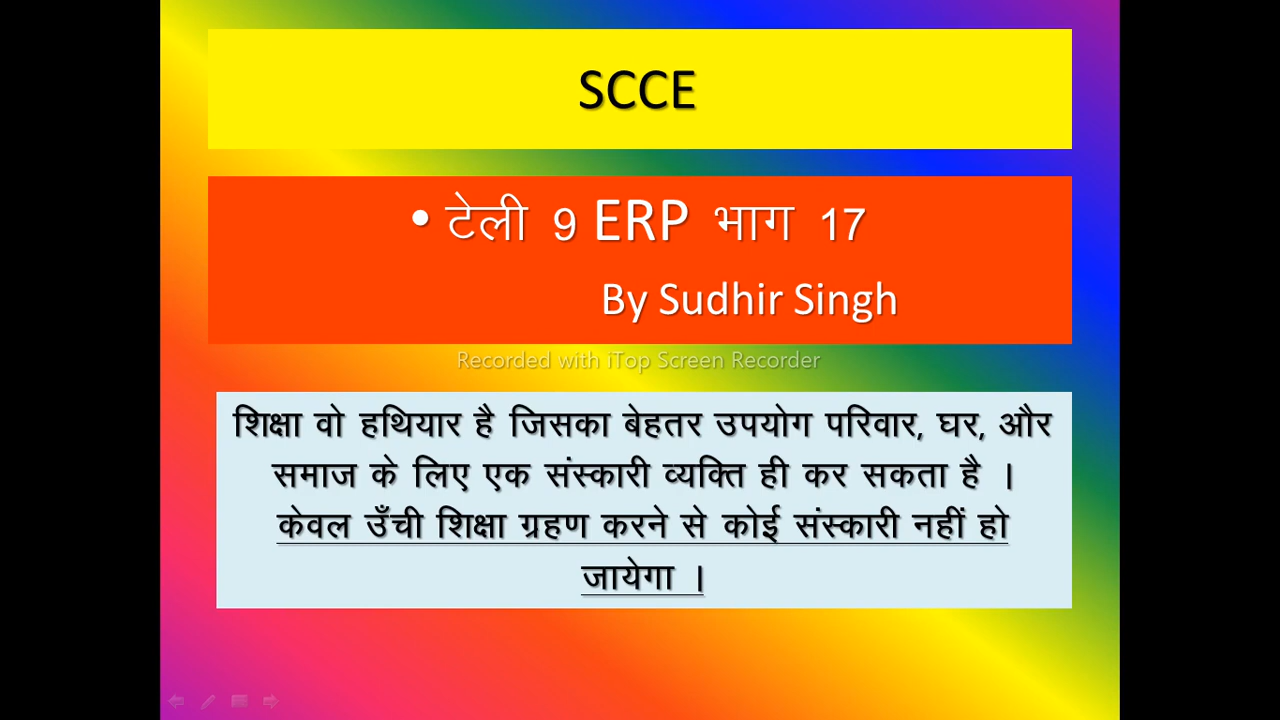 SCCE
• टेली 9 ERP भाग 17
By Sudhir Singh
Recorded with iTop Screen Recorder
शिक्षा वो हथियार है जिसका बेहतर उपयोग परिवार, घर, और
समाज के लिए एक संस्कारी व्यक्ति ही कर सकता है ।
केवल उँची शिक्षा ग्रहण करने से कोई संस्कारी नहीं हो
जायेगा ।